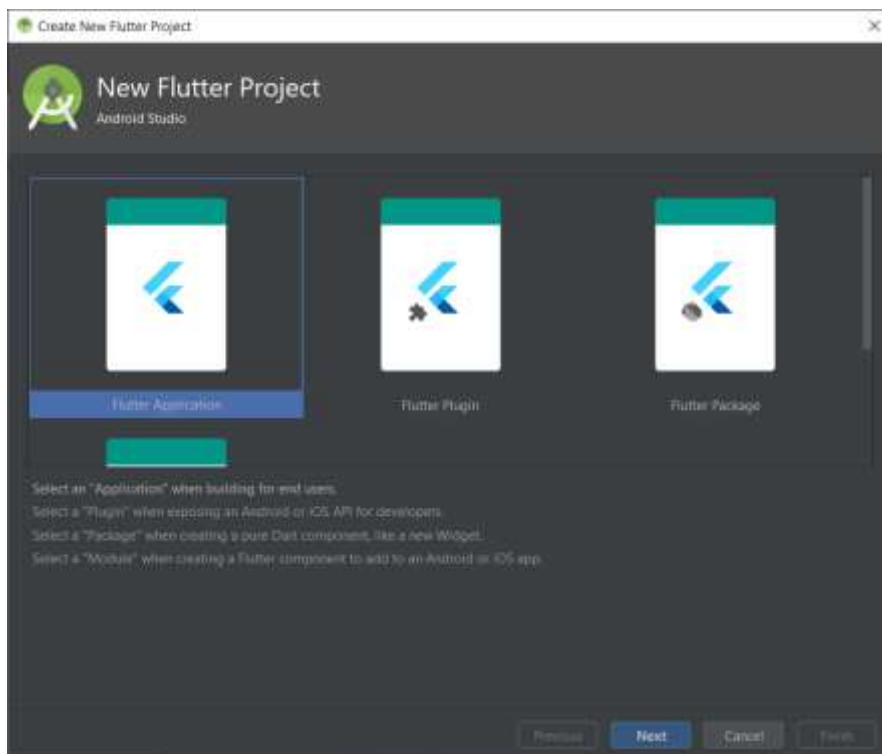 Create New Flutter Project
New Flutter Project
Android Studio
Flutter Application
Flutter Plugin
Flutter Package
Select an "Application" when building for end users.
Select a "Plugin" when exposing an Android or iOS API for developers.
Select a "Package" when creating a pure Dart component, like a new Widget.
Select a "Module" when creating a Flutter component to add to an Android or iOS app.
Previous
Next
Cancel
Finish